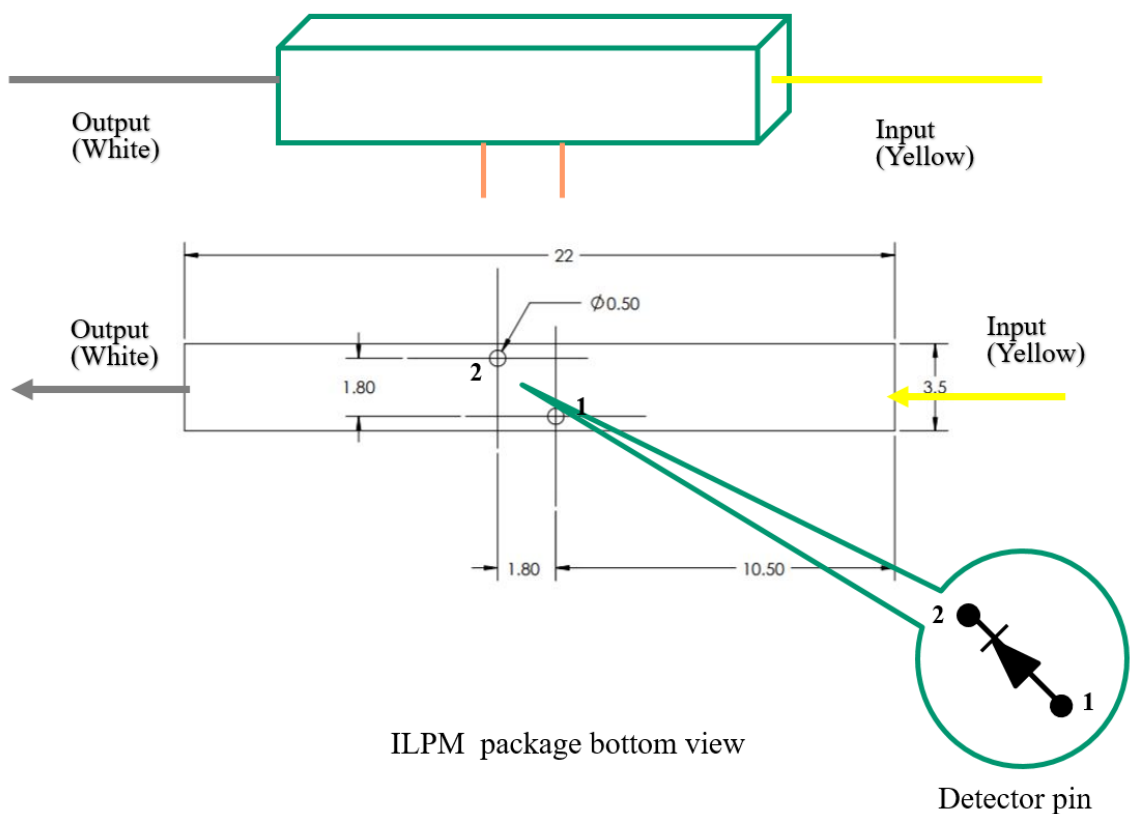 Output
(White)
Input
(Yellow)
22
Ø0.50
Output
(White)
Input
(Yellow)
2
1.80
1
3.5
1.80
10.50
2
1
ILPM package bottom view
Detector pin